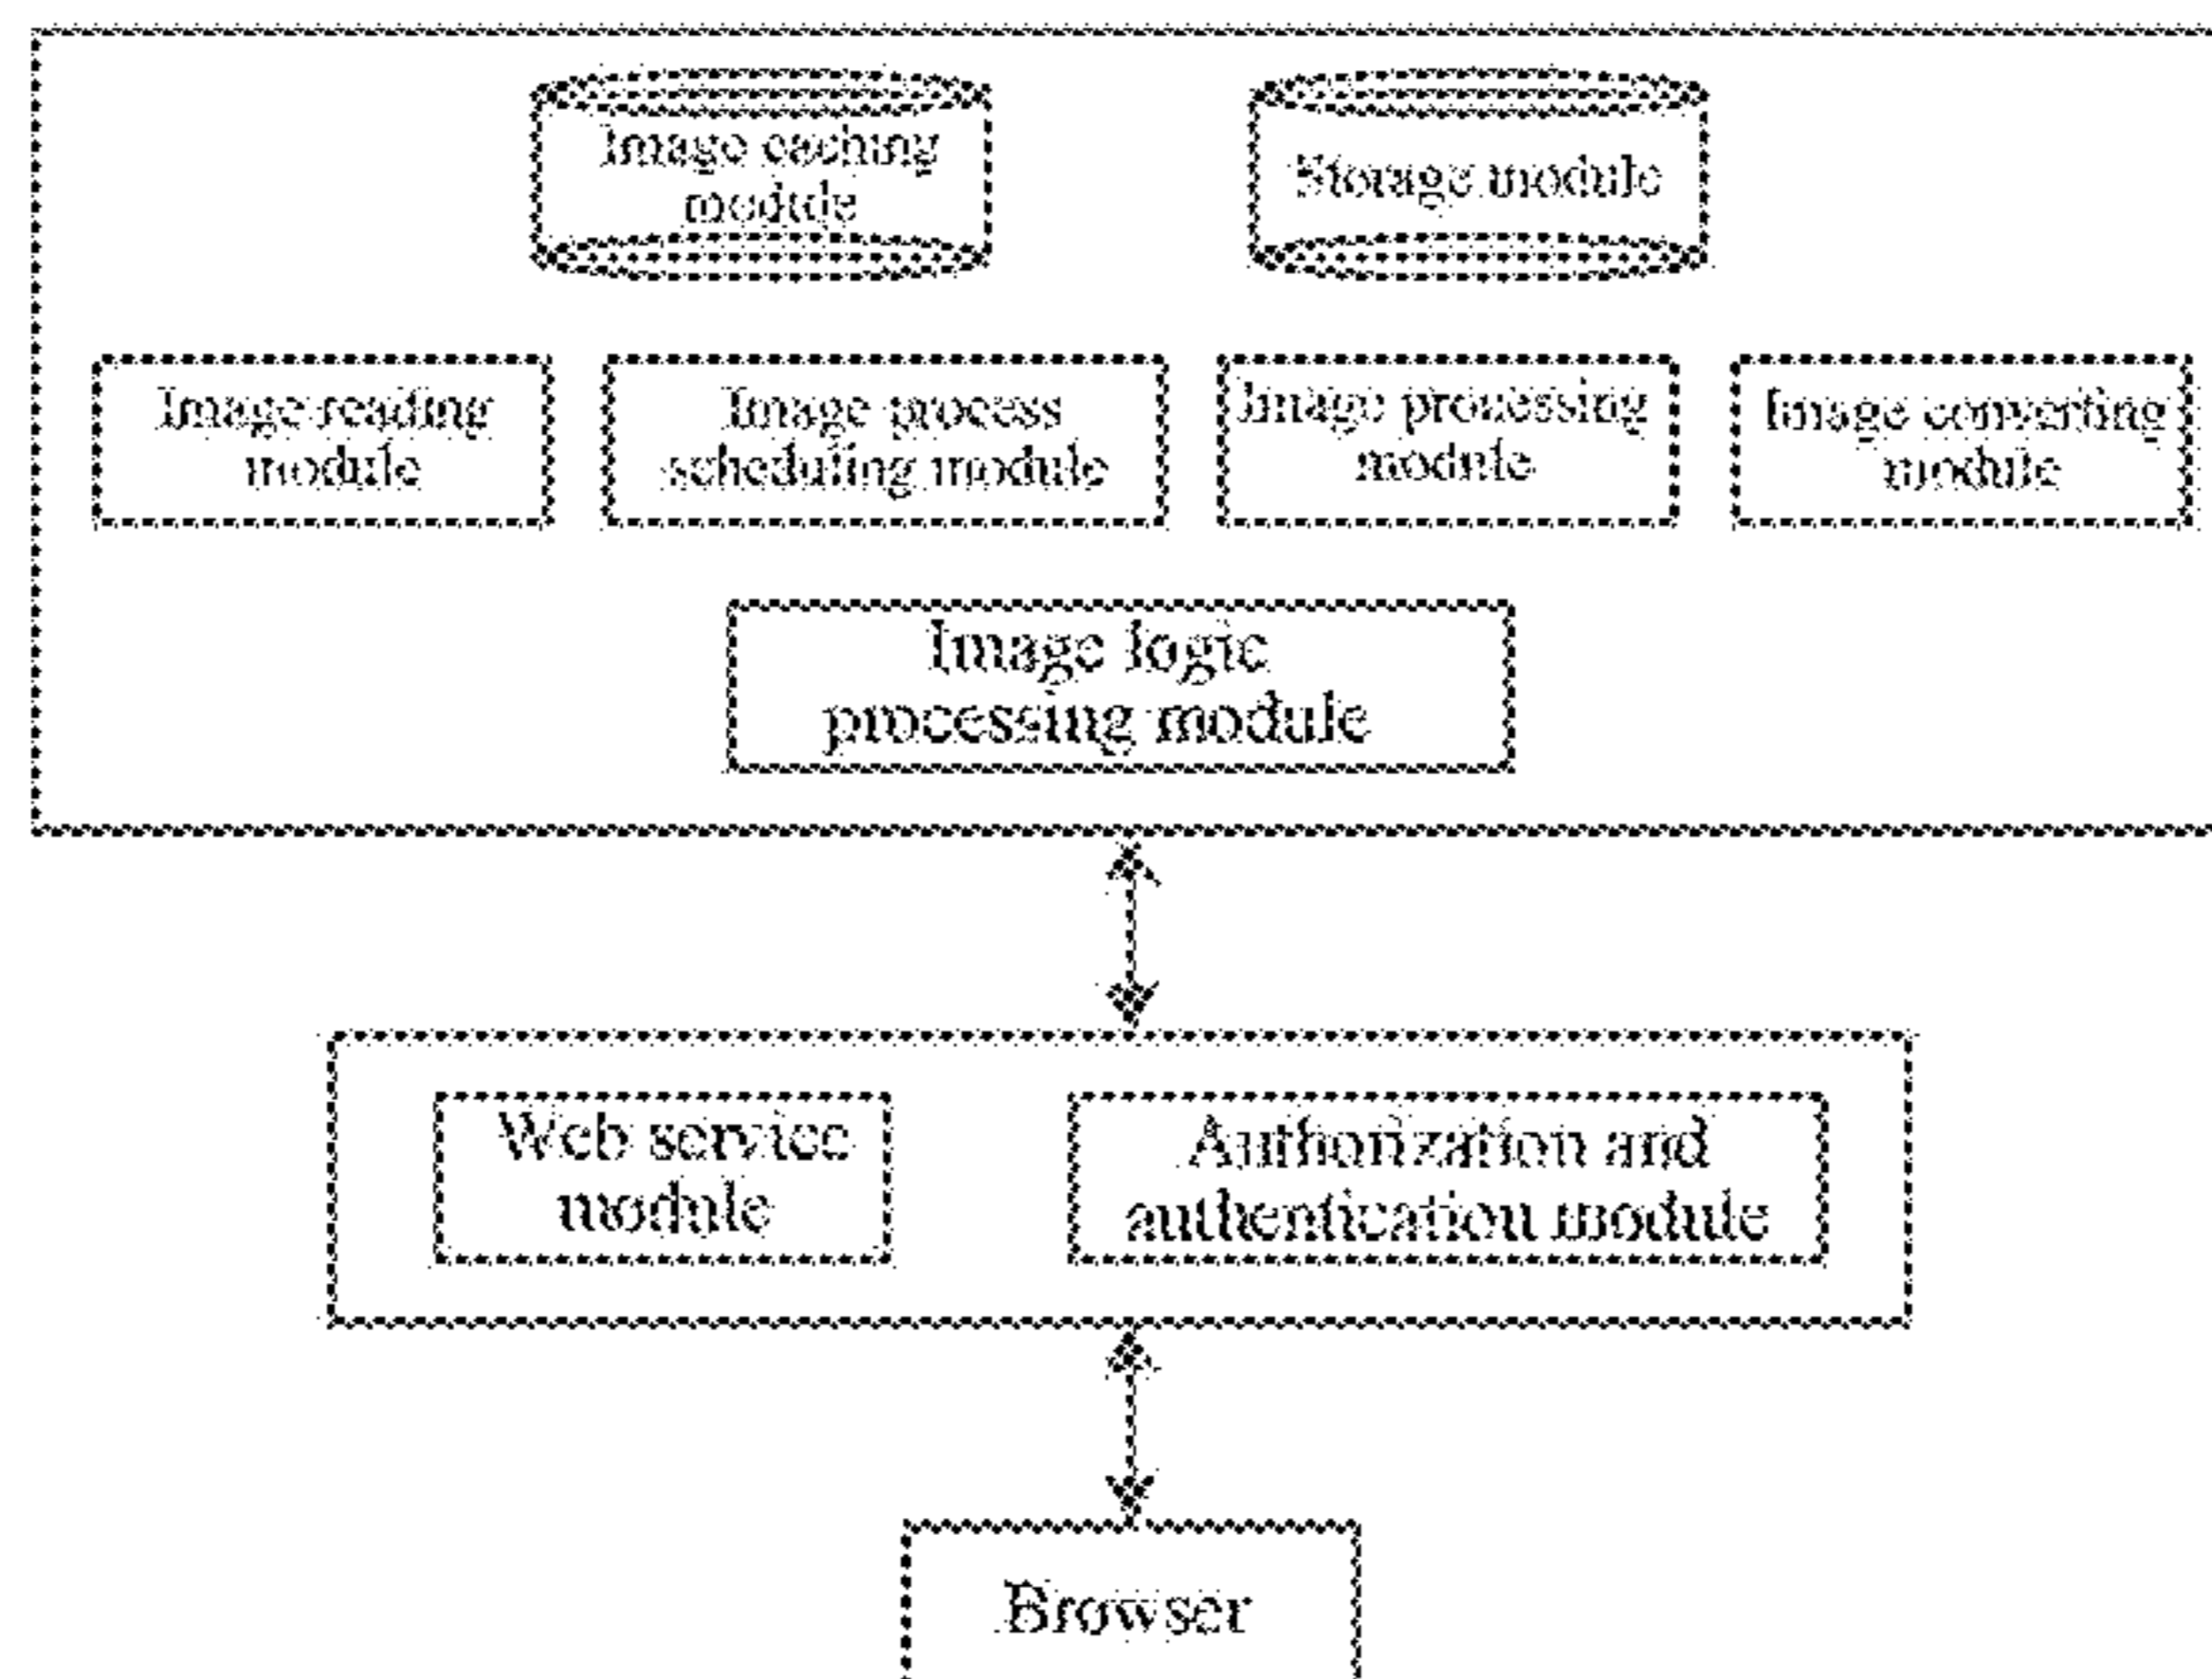 Image caching
module
Storage module
Image reading
module
Image process
scheduling module
Image processing
module
Image converting
module
Image logic
processing module
Web service
module
Authorization and
authentication module
Browser